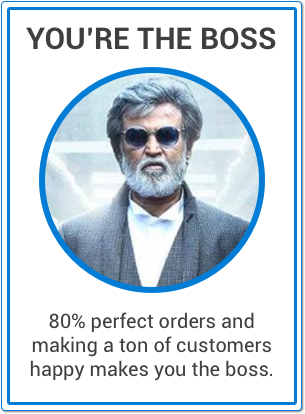 YOU'RE THE BOSS
80% perfect orders and
making a ton of customers
happy makes you the boss.